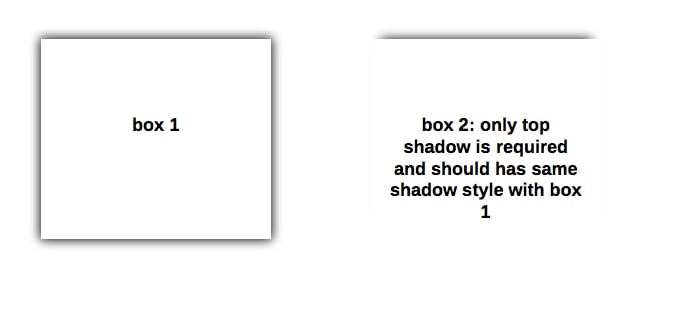 box 1
box 2: only top
shadow is required
and should has same
shadow style with box
1